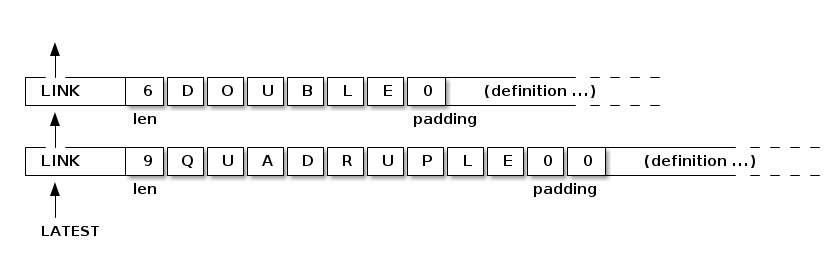 LINK 6 D O U B L E 0 (definition ...)
len padding
LINK 9 Q U A D R U P L E 0 0 (definition ...)
len padding
LATEST